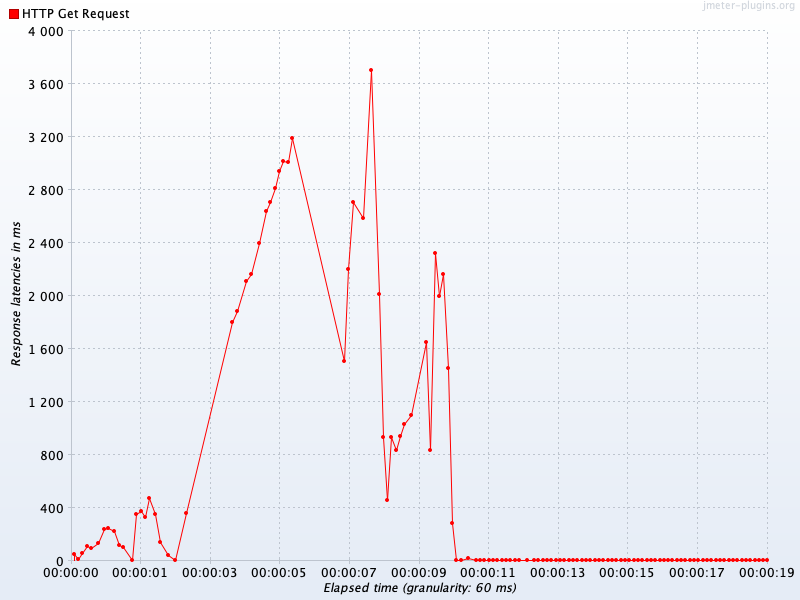 jmeter-plugins.org
HTTP Get Request
4 000
3 600
3 200
2 800
2 400
2 000
1 600
1 200
800
400
0
Response latencies in ms
00:00:00 00:00:01 00:00:03 00:00:05 00:00:07 00:00:09 00:00:11 00:00:13 00:00:15 00:00:17 00:00:19
Elapsed time (granularity: 60 ms)